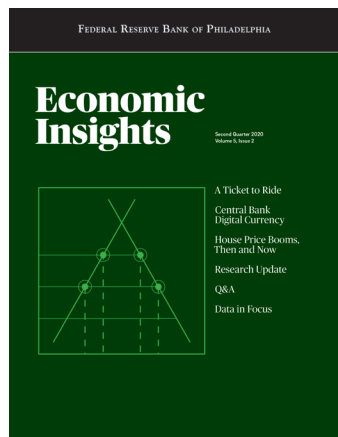 FEDERAL RESERVE BANK OF PHILADELPHIA
Economic
Insights
Second Quarter 2020
Volume 5, Issue 2
A Ticket to Ride
Central Bank
Digital Currency
House Price Booms,
Then and Now
Research Update
Q&A
Data in Focus